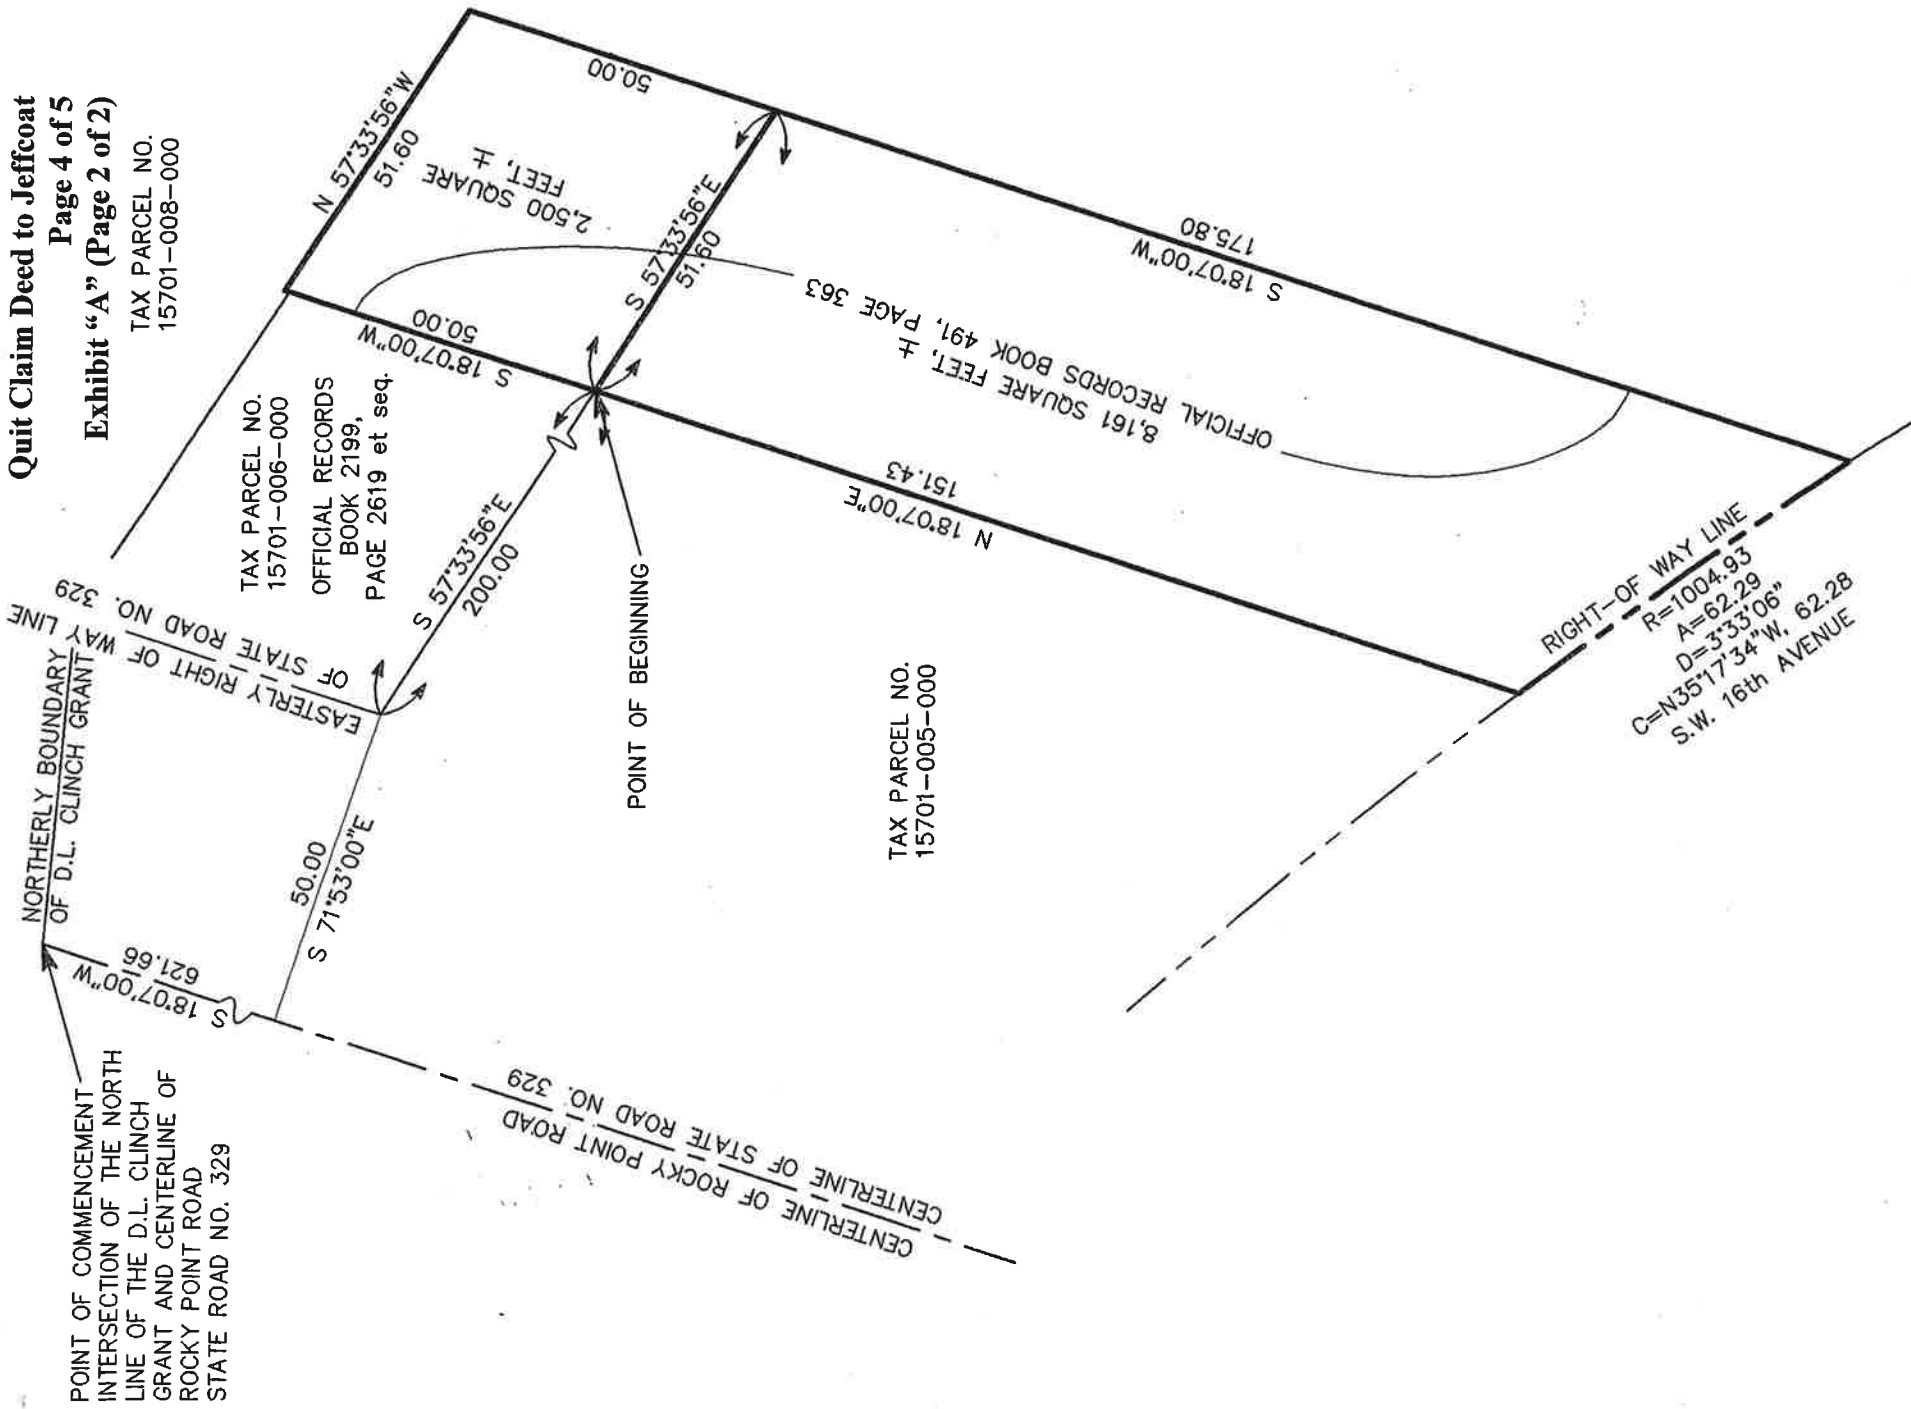 Quit Claim Deed to Jeffcoat
Page 4 of 5
Exhibit “A” (Page 2 of 2)
TAX PARCEL NO.
15701-008-000
N 57°33'56"W
51.60
50.00
2,500 SQUARE
FEET, ±
S 57°33'56"E
51.60
S 18°07'00"W
50.00
TAX PARCEL NO.
15701-006-000
OFFICIAL RECORDS
BOOK 2199,
PAGE 2619 et seq.
S 57°33'56"E
200.00
EASTERLY RIGHT OF WAY LINE
OF STATE ROAD NO. 329
NORTHERLY BOUNDARY
OF D.L. CLINCH GRANT
50.00
S 71°53'00"E
S 18°07'00"W
621.66
POINT OF COMMENCEMENT
INTERSECTION OF THE NORTH
LINE OF THE D.L. CLINCH
GRANT AND CENTERLINE OF
ROCKY POINT ROAD
STATE ROAD NO. 329
POINT OF BEGINNING
OFFICIAL RECORDS BOOK 491, PAGE 363
8,161 SQUARE FEET, ±
S 18°07'00"W
175.80
N 18°07'00"E
151.43
TAX PARCEL NO.
15701-005-000
CENTERLINE OF ROCKY POINT ROAD
CENTERLINE OF STATE ROAD NO. 329
RIGHT-OF WAY LINE
R=1004.93
A=62.29
D=3°33'06"
C=N35°17'34"W, 62.28
S.W. 16th AVENUE